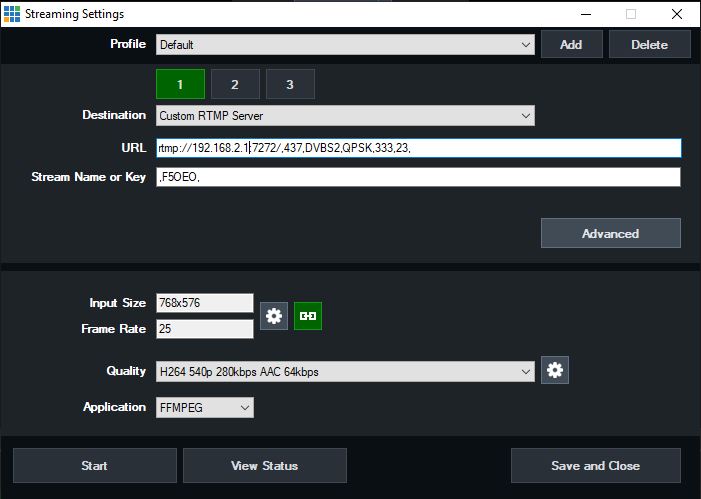 Streaming Settings
Profile Default Add Delete
1 2 3
Destination Custom RTMP Server
URL rtmp://192.168.2.1:7272/,437,DVBS2,QPSK,333,23,
Stream Name or Key ,F5OEO,
Advanced
Input Size 768x576
Frame Rate 25
Quality H264 540p 280kbps AAC 64kbps
Application FFMPEG
Start View Status Save and Close